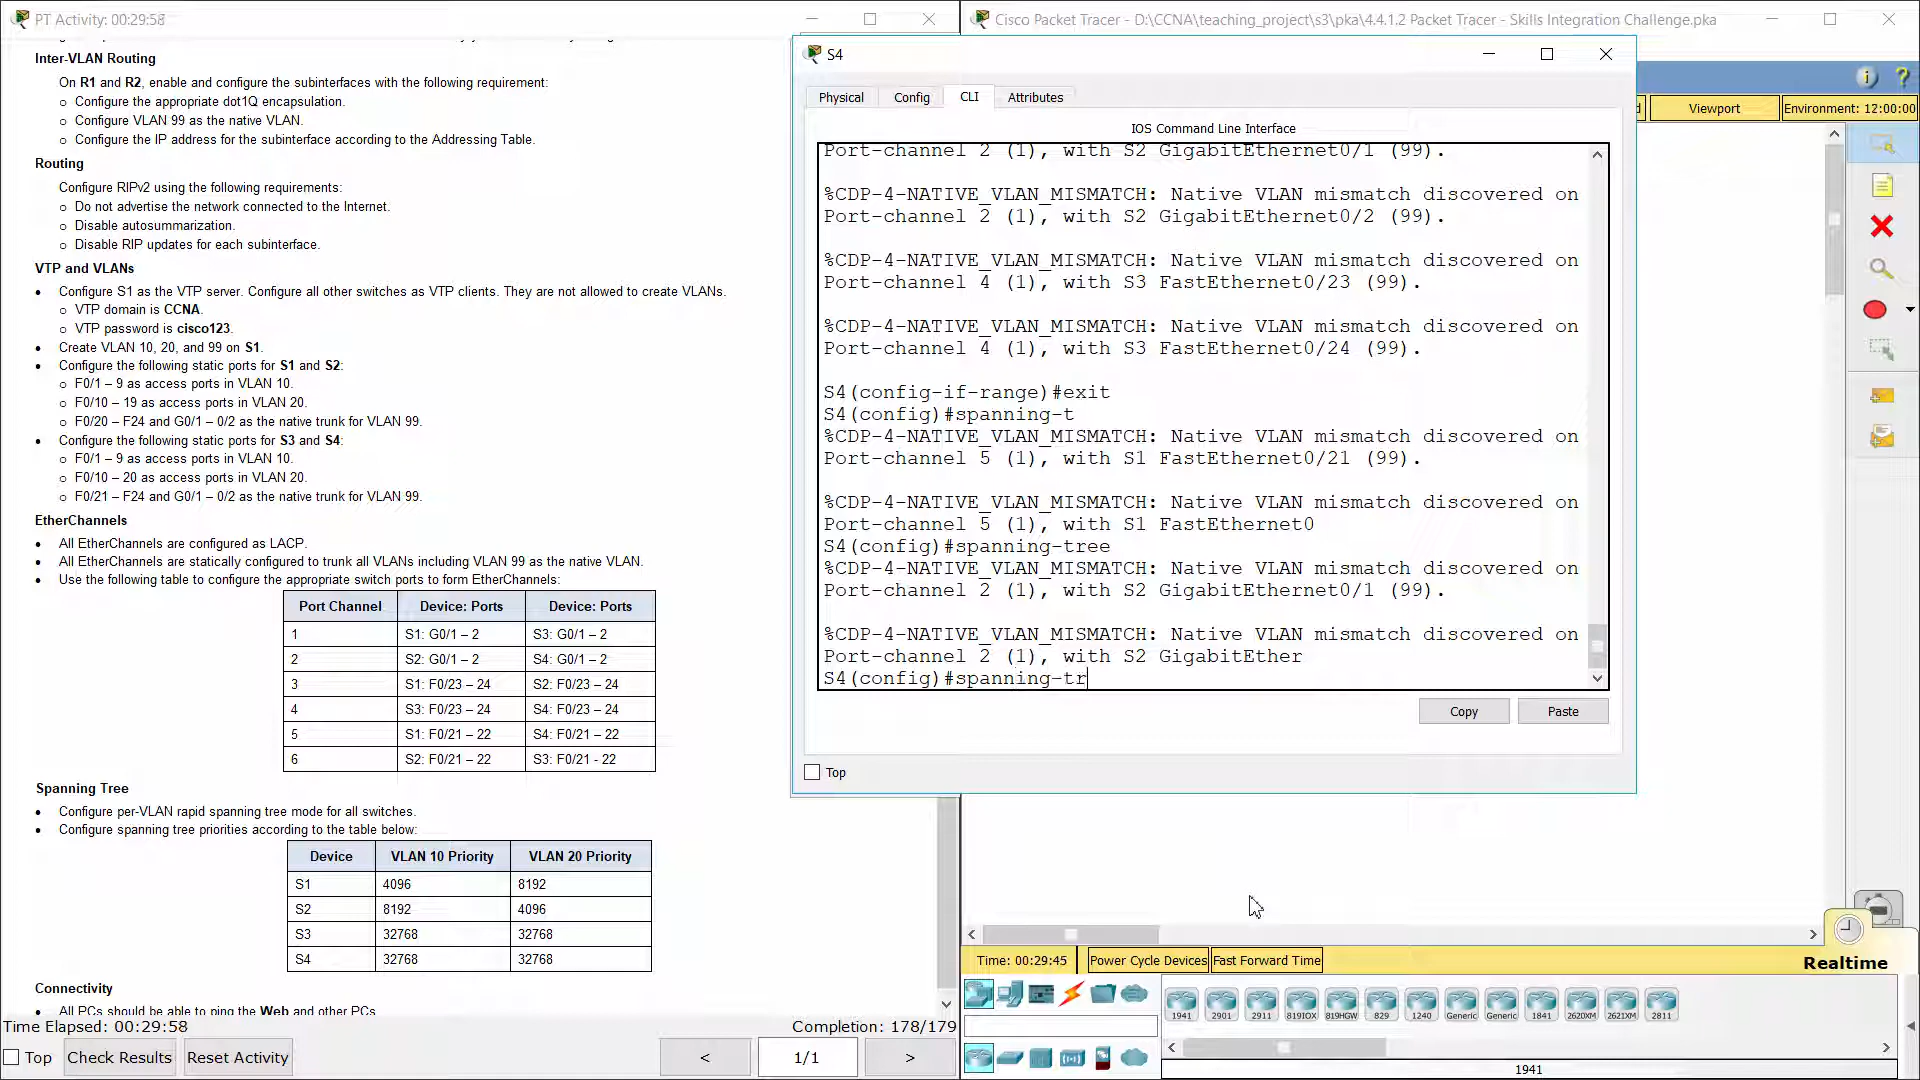 PT Activity: 00:29:58
Inter-VLAN Routing
On R1 and R2, enable and configure the subinterfaces with the following requirement:
o Configure the appropriate dot1Q encapsulation.
o Configure VLAN 99 as the native VLAN.
o Configure the IP address for the subinterface according to the Addressing Table.
Routing
Configure RIPv2 using the following requirements:
o Do not advertise the network connected to the Internet.
o Disable autosummarization.
o Disable RIP updates for each subinterface.
VTP and VLANs
• Configure S1 as the VTP server. Configure all other switches as VTP clients. They are not allowed to create VLANs.
o VTP domain is CCNA.
o VTP password is cisco123.
• Create VLAN 10, 20, and 99 on S1.
• Configure the following static ports for S1 and S2:
o F0/1 – 9 as access ports in VLAN 10.
o F0/10 – 19 as access ports in VLAN 20.
o F0/20 – F24 and G0/1 – 0/2 as the native trunk for VLAN 99.
• Configure the following static ports for S3 and S4:
o F0/1 – 9 as access ports in VLAN 10.
o F0/10 – 20 as access ports in VLAN 20.
o F0/21 – F24 and G0/1 – 0/2 as the native trunk for VLAN 99.
EtherChannels
• All EtherChannels are configured as LACP.
• All EtherChannels are statically configured to trunk all VLANs including VLAN 99 as the native VLAN.
• Use the following table to configure the appropriate switch ports to form EtherChannels:
Port Channel Device: Ports Device: Ports
1 S1: G0/1 – 2 S3: G0/1 – 2
2 S2: G0/1 – 2 S4: G0/1 – 2
3 S1: F0/23 – 24 S2: F0/23 – 24
4 S3: F0/23 – 24 S4: F0/23 – 24
5 S1: F0/21 – 22 S4: F0/21 – 22
6 S2: F0/21 – 22 S3: F0/21 - 22
Spanning Tree
• Configure per-VLAN rapid spanning tree mode for all switches.
• Configure spanning tree priorities according to the table below:
Device VLAN 10 Priority VLAN 20 Priority
S1 4096 8192
S2 8192 4096
S3 32768 32768
S4 32768 32768
Connectivity
• All PCs should be able to ping the Web and other PCs
Time Elapsed: 00:29:58 Completion: 178/179
Top Check Results Reset Activity < 1/1 >
Cisco Packet Tracer - D:\CCNA\teaching_project\s3\pka\4.4.1.2 Packet Tracer - Skills Integration Challenge.pka
Viewport Environment: 12:00:00
S4
Physical Config CLI Attributes
IOS Command Line Interface
Port-channel 2 (1), with S2 GigabitEthernet0/1 (99).
%CDP-4-NATIVE_VLAN_MISMATCH: Native VLAN mismatch discovered on
Port-channel 2 (1), with S2 GigabitEthernet0/2 (99).
%CDP-4-NATIVE_VLAN_MISMATCH: Native VLAN mismatch discovered on
Port-channel 4 (1), with S3 FastEthernet0/23 (99).
%CDP-4-NATIVE_VLAN_MISMATCH: Native VLAN mismatch discovered on
Port-channel 4 (1), with S3 FastEthernet0/24 (99).
S4(config-if-range)#exit
S4(config)#spanning-t
%CDP-4-NATIVE_VLAN_MISMATCH: Native VLAN mismatch discovered on
Port-channel 5 (1), with S1 FastEthernet0/21 (99).
%CDP-4-NATIVE_VLAN_MISMATCH: Native VLAN mismatch discovered on
Port-channel 5 (1), with S1 FastEthernet0
S4(config)#spanning-tree
%CDP-4-NATIVE_VLAN_MISMATCH: Native VLAN mismatch discovered on
Port-channel 2 (1), with S2 GigabitEthernet0/1 (99).
%CDP-4-NATIVE_VLAN_MISMATCH: Native VLAN mismatch discovered on
Port-channel 2 (1), with S2 GigabitEther
S4(config)#spanning-tr
Copy Paste
Top
Time: 00:29:45 Power Cycle Devices Fast Forward Time
Realtime
1941 2901 2911 819IOX 819HGW 829 1240 Generic Generic 1841 2620XM 2621XM 2811
1941